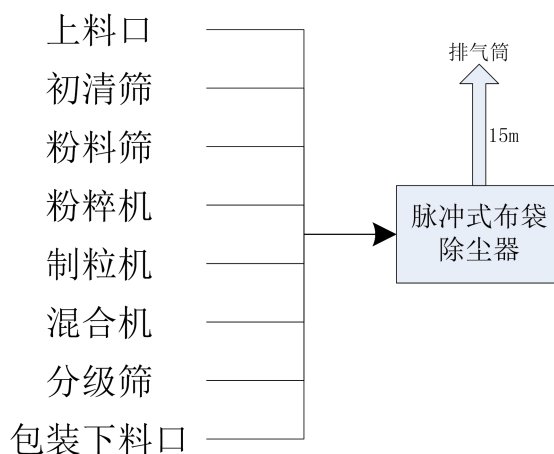 上料口
初清筛
粉料筛
粉粹机
制粒机
混合机
分级筛
包装下料口
排气筒
15m
脉冲式布袋
除尘器